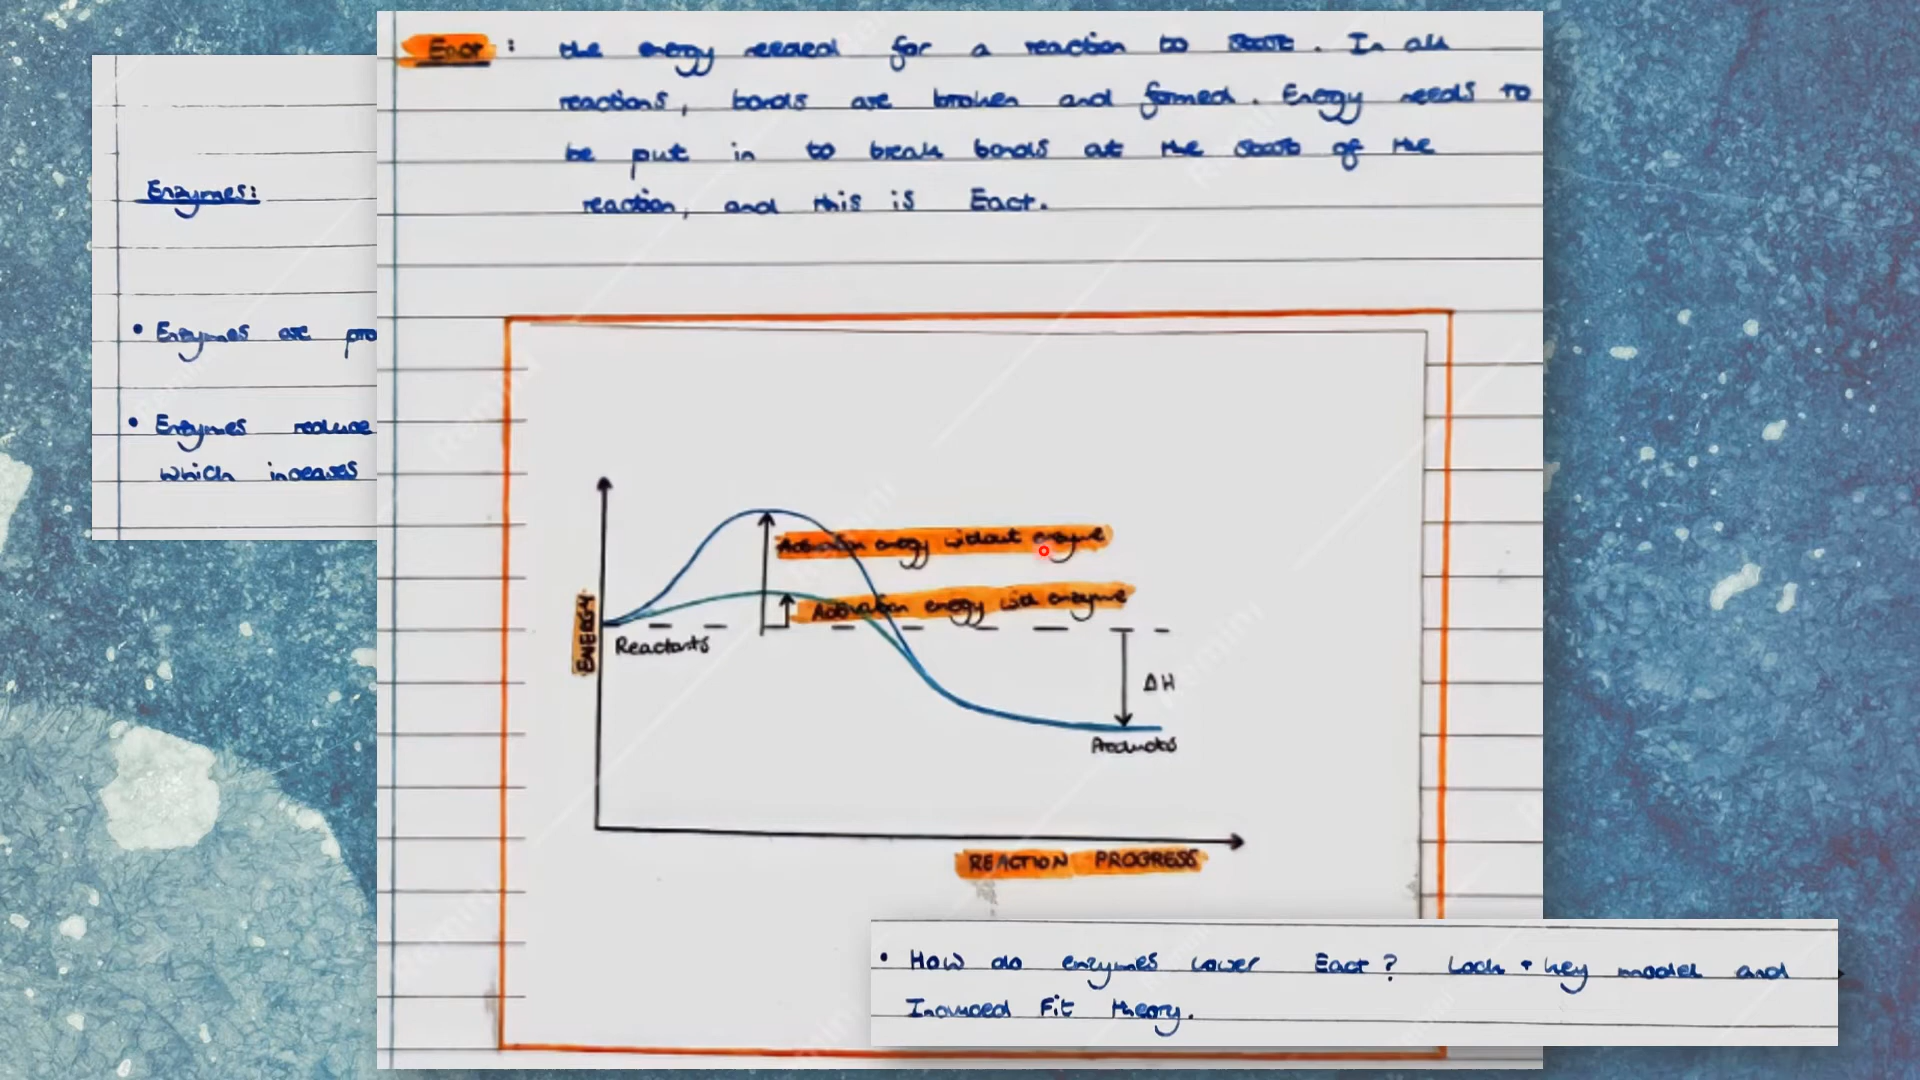 Enzymes:
• Enzymes are pro
• Enzymes reduce
which increases
Eact: the energy needed for a reaction to start. In all
reactions, bonds are broken and formed. Energy needs to
be put in to break bonds at the start of the
reaction, and this is Eact.
Activation energy without enzyme
Activation energy with enzyme
ENERGY
Reactants
ΔH
Products
REACTION PROGRESS
• How do enzymes lower Eact? Lock + key model and
Induced Fit theory.